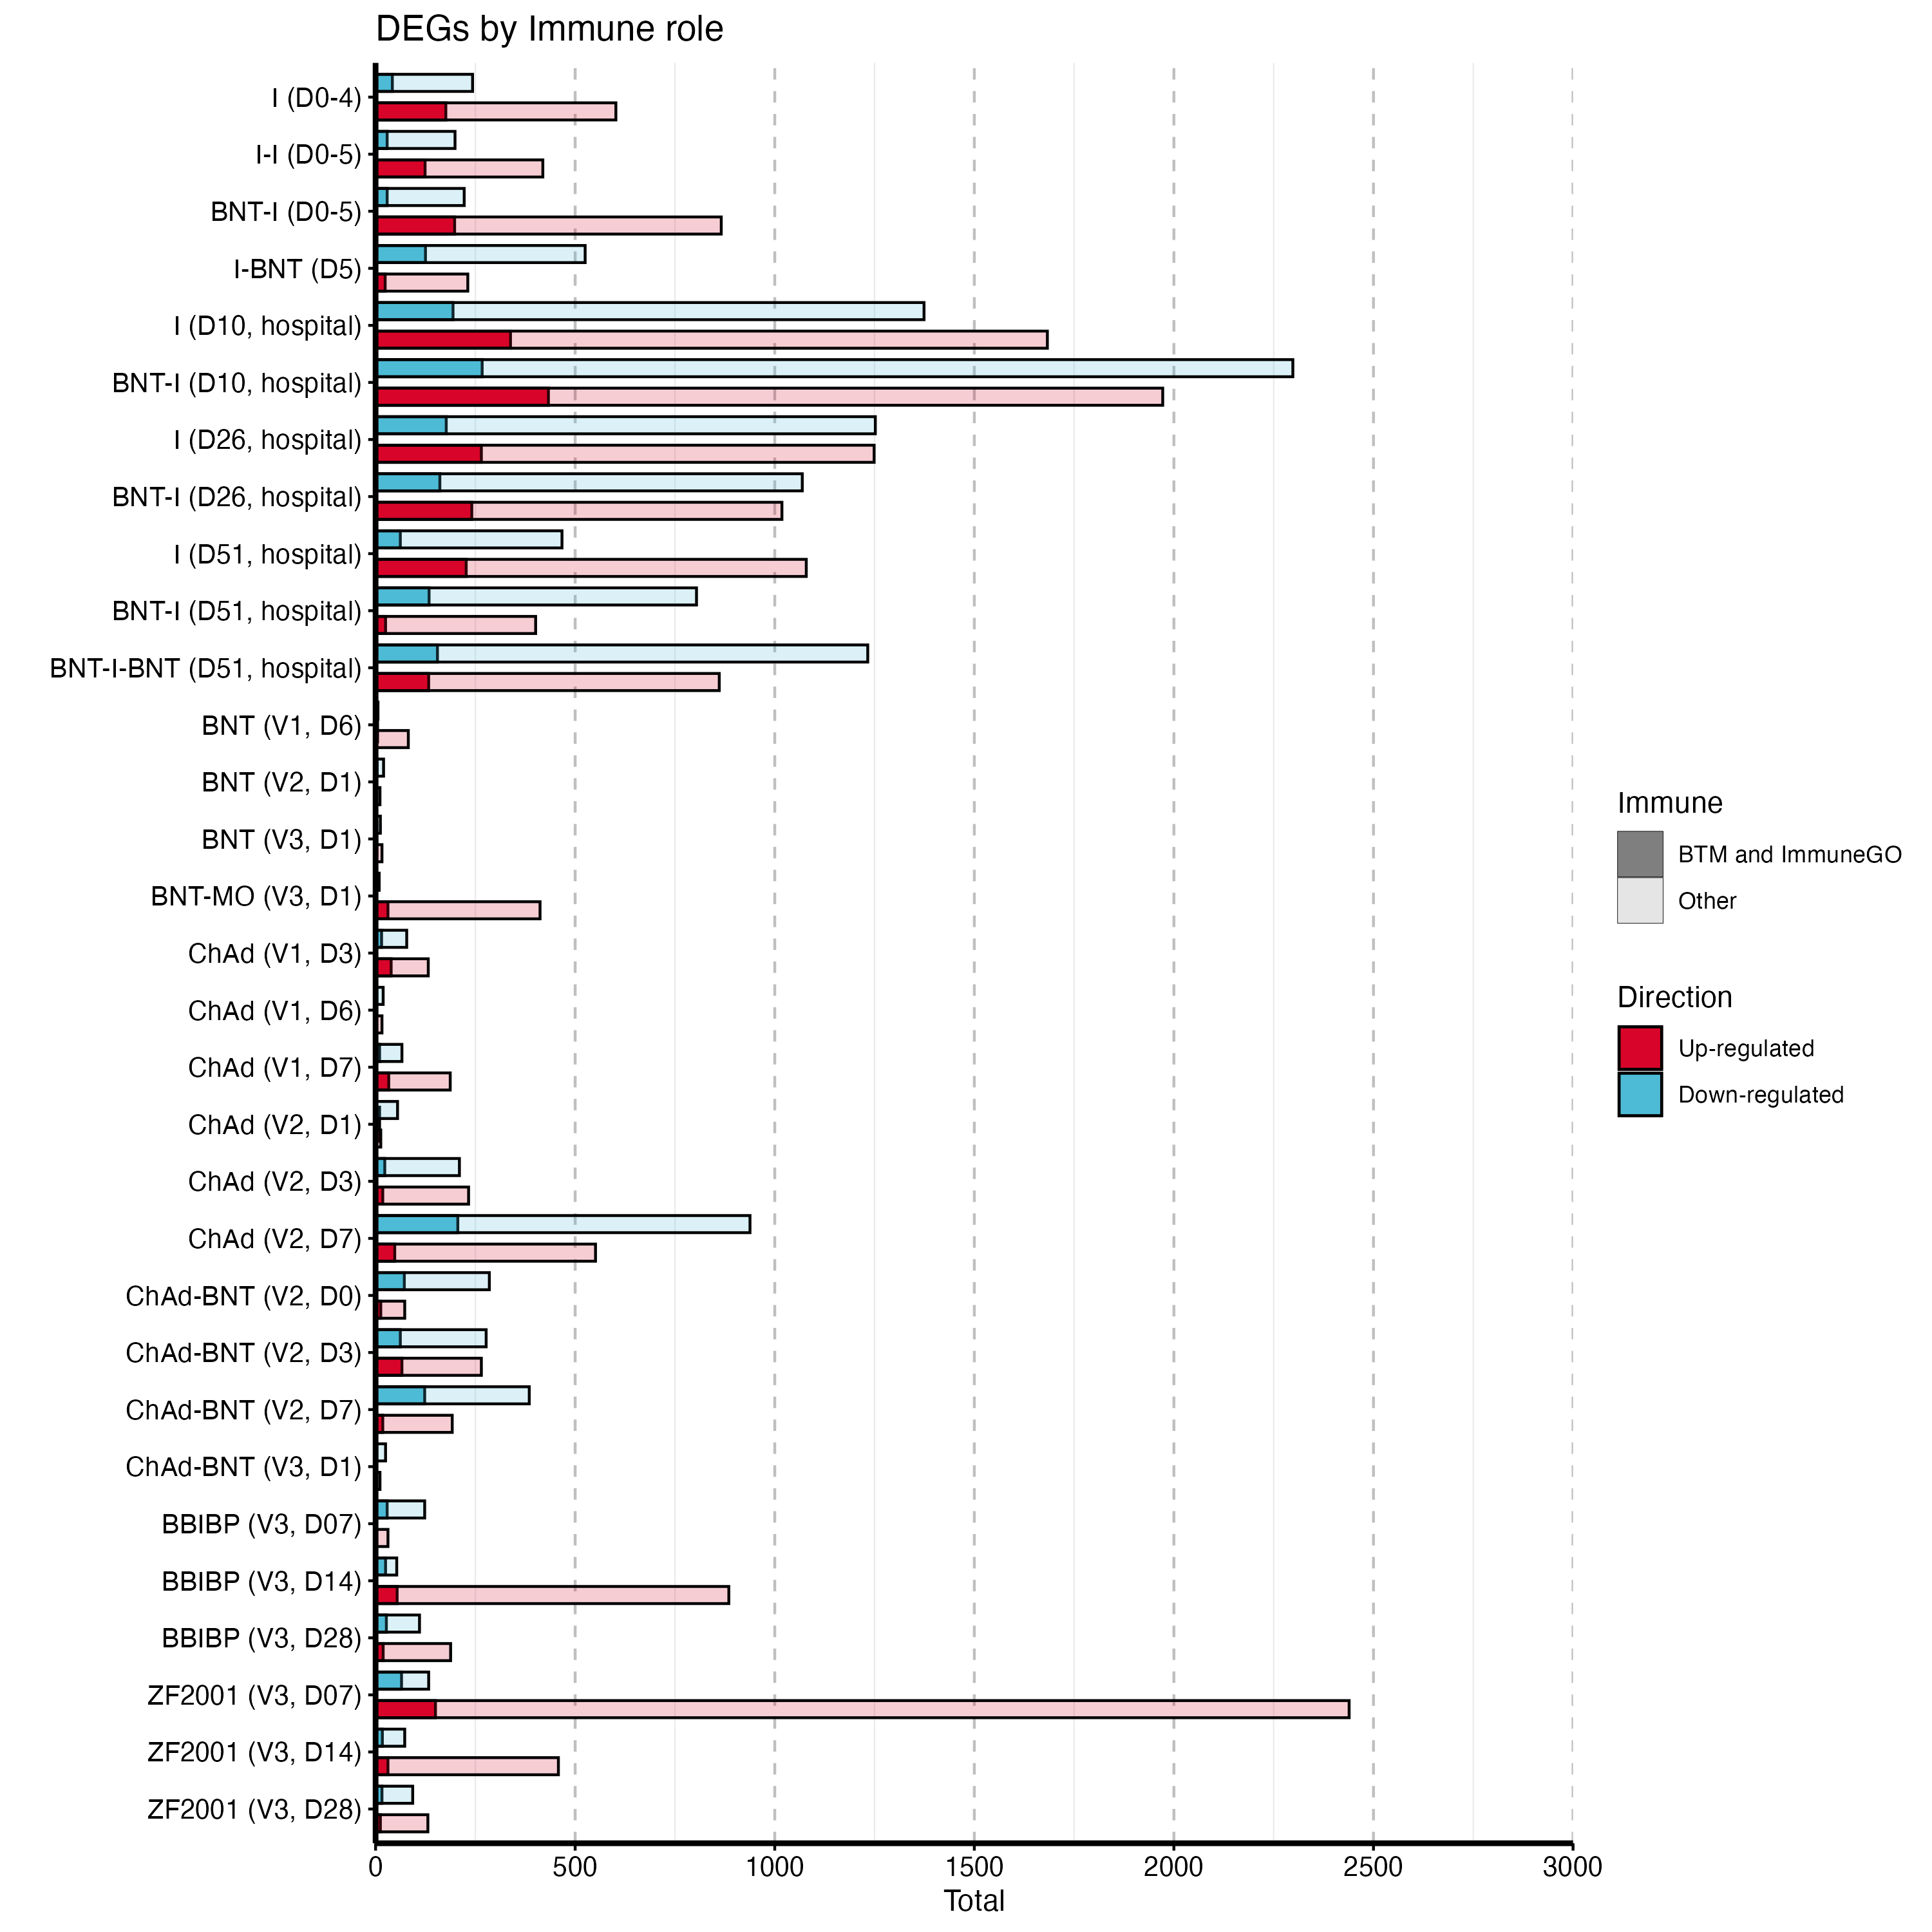 DEGs by Immune role
I (D0-4)
I-I (D0-5)
BNT-I (D0-5)
I-BNT (D5)
I (D10, hospital)
BNT-I (D10, hospital)
I (D26, hospital)
BNT-I (D26, hospital)
I (D51, hospital)
BNT-I (D51, hospital)
BNT-I-BNT (D51, hospital)
BNT (V1, D6)
BNT (V2, D1)
BNT (V3, D1)
BNT-MO (V3, D1)
ChAd (V1, D3)
ChAd (V1, D6)
ChAd (V1, D7)
ChAd (V2, D1)
ChAd (V2, D3)
ChAd (V2, D7)
ChAd-BNT (V2, D0)
ChAd-BNT (V2, D3)
ChAd-BNT (V2, D7)
ChAd-BNT (V3, D1)
BBIBP (V3, D07)
BBIBP (V3, D14)
BBIBP (V3, D28)
ZF2001 (V3, D07)
ZF2001 (V3, D14)
ZF2001 (V3, D28)
0 500 1000 1500 2000 2500 3000
Total
Immune
BTM and ImmuneGO
Other
Direction
Up-regulated
Down-regulated